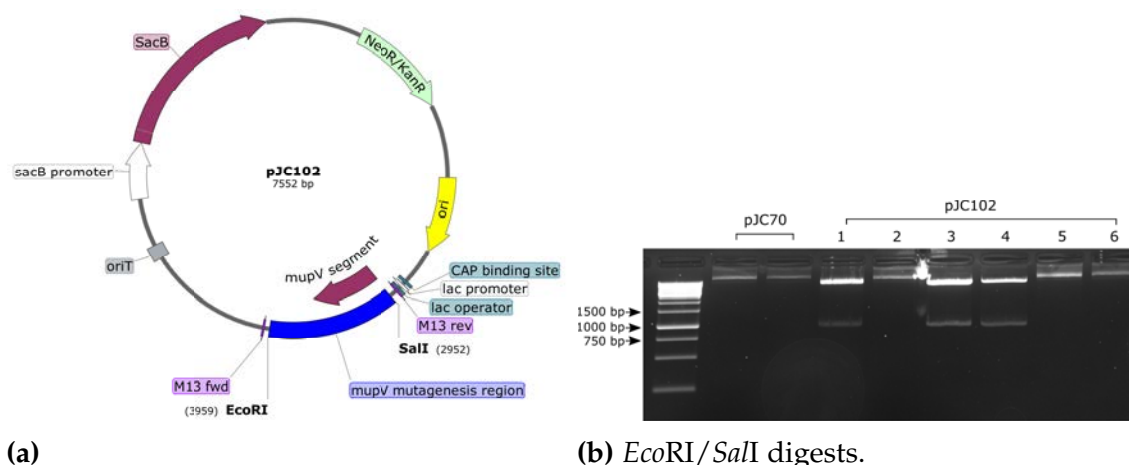 SacB
NeoR/KanR
pJC102
7552 bp
sacB promoter
ori
oriT
mupV segment
CAP binding site
lac promoter
lac operator
M13 rev
SalI (2952)
M13 fwd
(3959) EcoRI
mupV mutagenesis region
(a)
pJC102
pJC70
1 2 3 4 5 6
1500 bp
1000 bp
750 bp
(b) EcoRI/SalI digests.